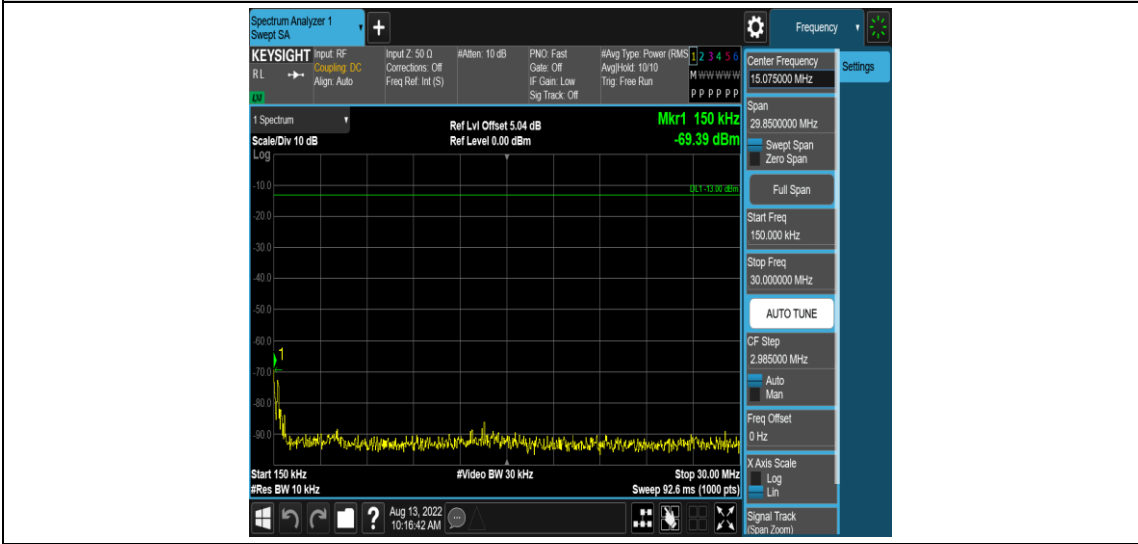 Spectrum Analyzer 1
Swept SA
+
Frequency
KEYSIGHT
RL
Input: RF
Coupling: DC
Align: Auto
Input Z: 50 Ω
Corrections: Off
Freq Ref: Int (S)
#Atten: 10 dB
PNO: Fast
Gate: Off
IF Gain: Low
Sig Track: Off
#Avg Type: Power (RMS
Avg|Hold: 10/10
Trig: Free Run
1 2 3 4 5 6
M W W W W W
P P P P P P
1 Spectrum
Scale/Div 10 dB
Log
Ref Lvl Offset 5.04 dB
Ref Level 0.00 dBm
Mkr1 150 kHz
-69.39 dBm
DL1 -13.00 dBm
-10.0
-20.0
-30.0
-40.0
-50.0
-60.0
1
-70.0
-80.0
-90.0
Start 150 kHz
#Res BW 10 kHz
#Video BW 30 kHz
Stop 30.00 MHz
Sweep 92.6 ms (1000 pts)
?
Aug 13, 2022
10:16:42 AM
Center Frequency
15.075000 MHz
Settings
Span
29.8500000 MHz
Swept Span
Zero Span
Full Span
Start Freq
150.000 kHz
Stop Freq
30.000000 MHz
AUTO TUNE
CF Step
2.985000 MHz
Auto
Man
Freq Offset
0 Hz
X Axis Scale
Log
Lin
Signal Track
(Span Zoom)